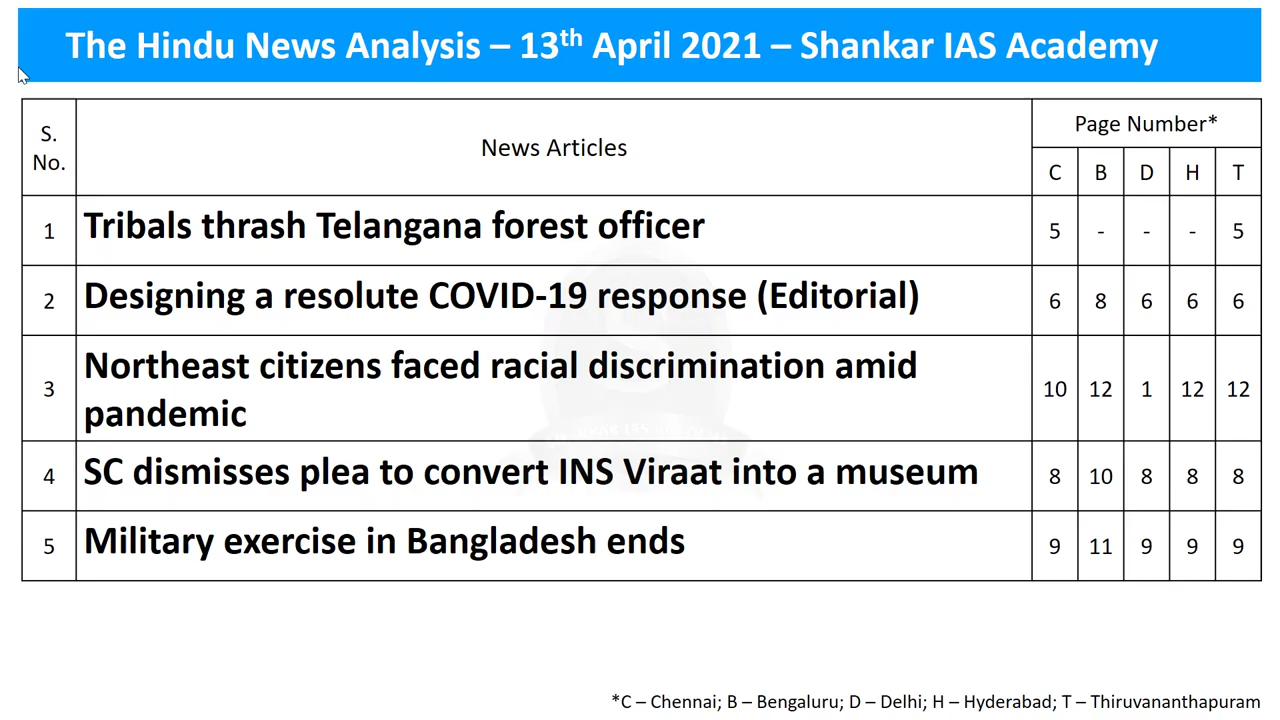 The Hindu News Analysis – 13th April 2021 – Shankar IAS Academy
S. No. News Articles Page Number*
C B D H T
1 Tribals thrash Telangana forest officer 5 - - - 5
2 Designing a resolute COVID-19 response (Editorial) 6 8 6 6 6
3 Northeast citizens faced racial discrimination amid
pandemic 10 12 1 12 12
4 SC dismisses plea to convert INS Viraat into a museum 8 10 8 8 8
5 Military exercise in Bangladesh ends 9 11 9 9 9
*C – Chennai; B – Bengaluru; D – Delhi; H – Hyderabad; T – Thiruvananthapuram